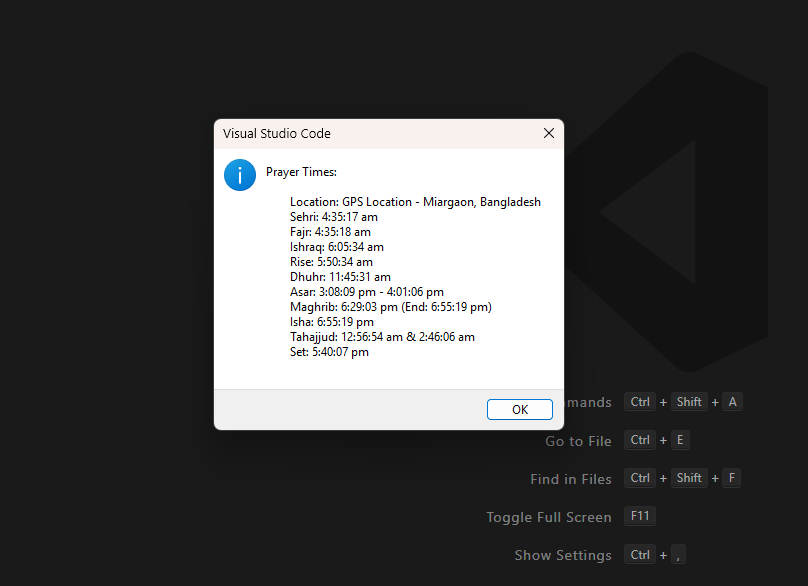 Visual Studio Code
Prayer Times:
Location: GPS Location - Miargaon, Bangladesh
Sehri: 4:35:17 am
Fajr: 4:35:18 am
Ishraq: 6:05:34 am
Rise: 5:50:34 am
Dhuhr: 11:45:31 am
Asar: 3:08:09 pm - 4:01:06 pm
Maghrib: 6:29:03 pm (End: 6:55:19 pm)
Isha: 6:55:19 pm
Tahajjud: 12:56:54 am & 2:46:06 am
Set: 5:40:07 pm
OK
mands Ctrl + Shift + A
Go to File Ctrl + E
Find in Files Ctrl + Shift + F
Toggle Full Screen F11
Show Settings Ctrl + ,